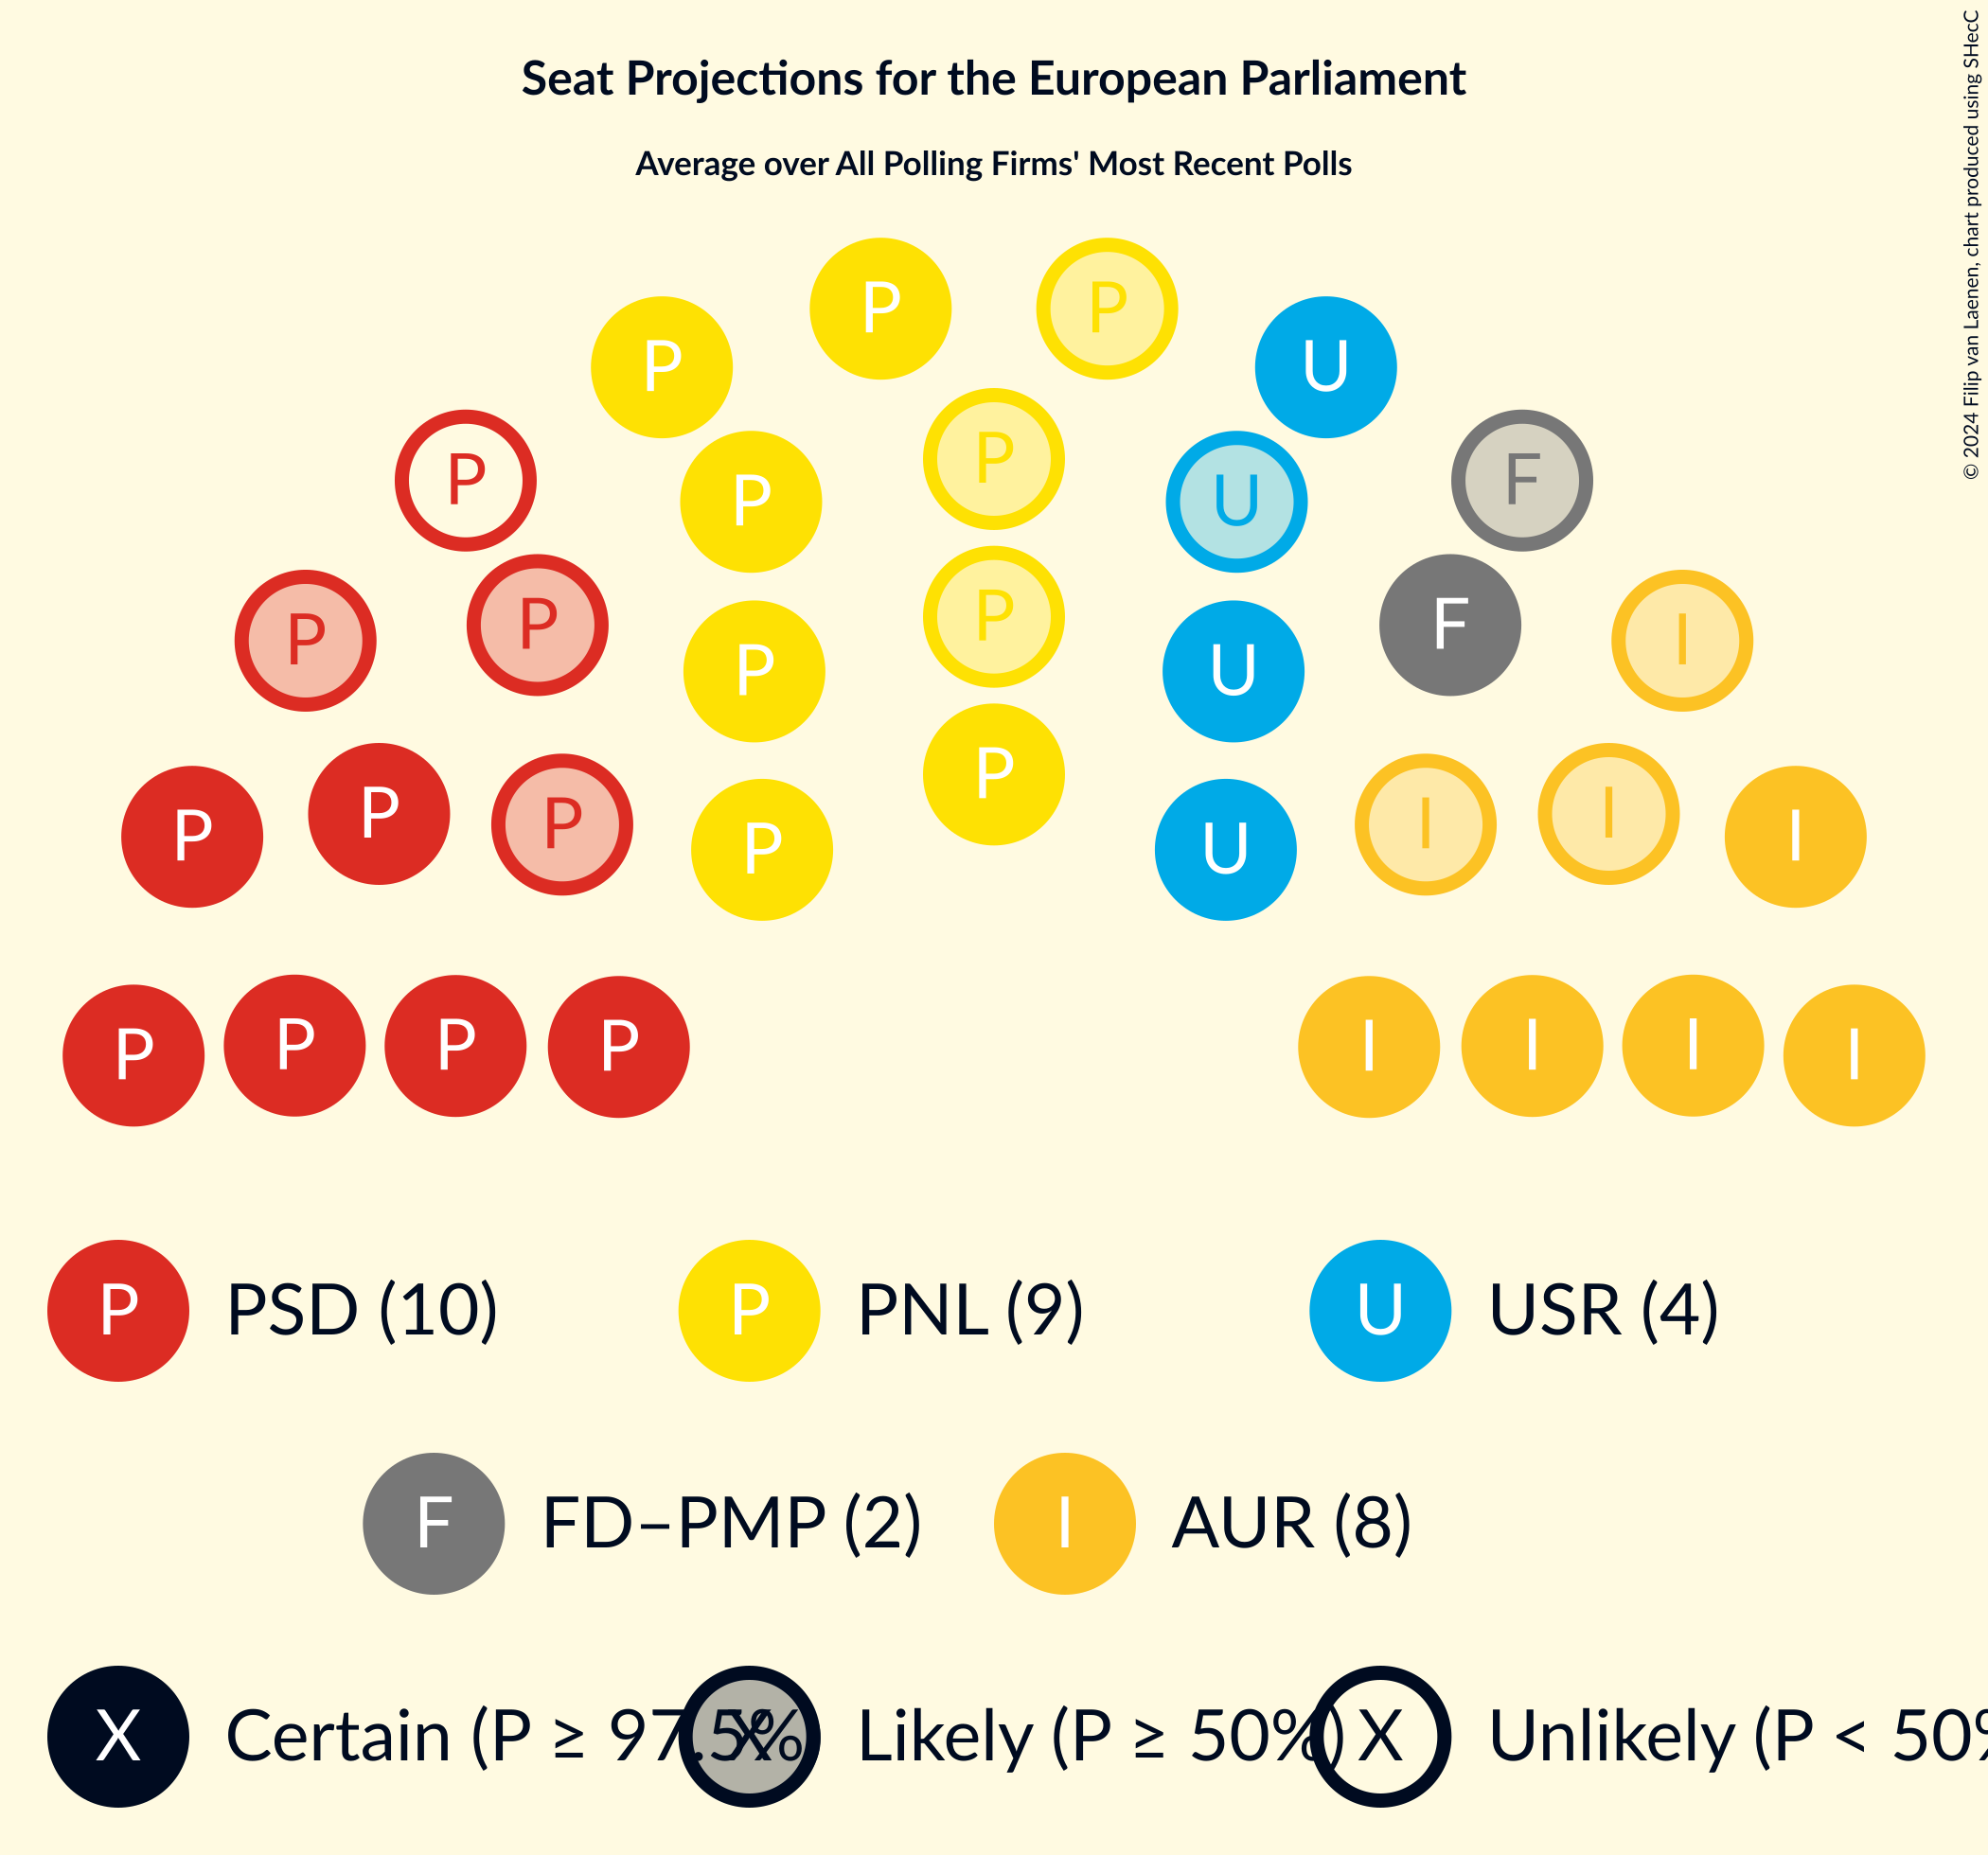 Seat Projections for the European Parliament
Average over All Polling Firms' Most Recent Polls
© 2024 Filip van Laenen, chart produced using SHecC
P P U
P
P F
P P U
P F
P P I
P P U
P I
P P P P P U I I I
P P P P I I I I
P PSD (10) P PNL (9) U USR (4)
F FD–PMP (2) I AUR (8)
X Certain (P ≥ 97.5% X Likely (P ≥ 50%) X Unlikely (P < 50%